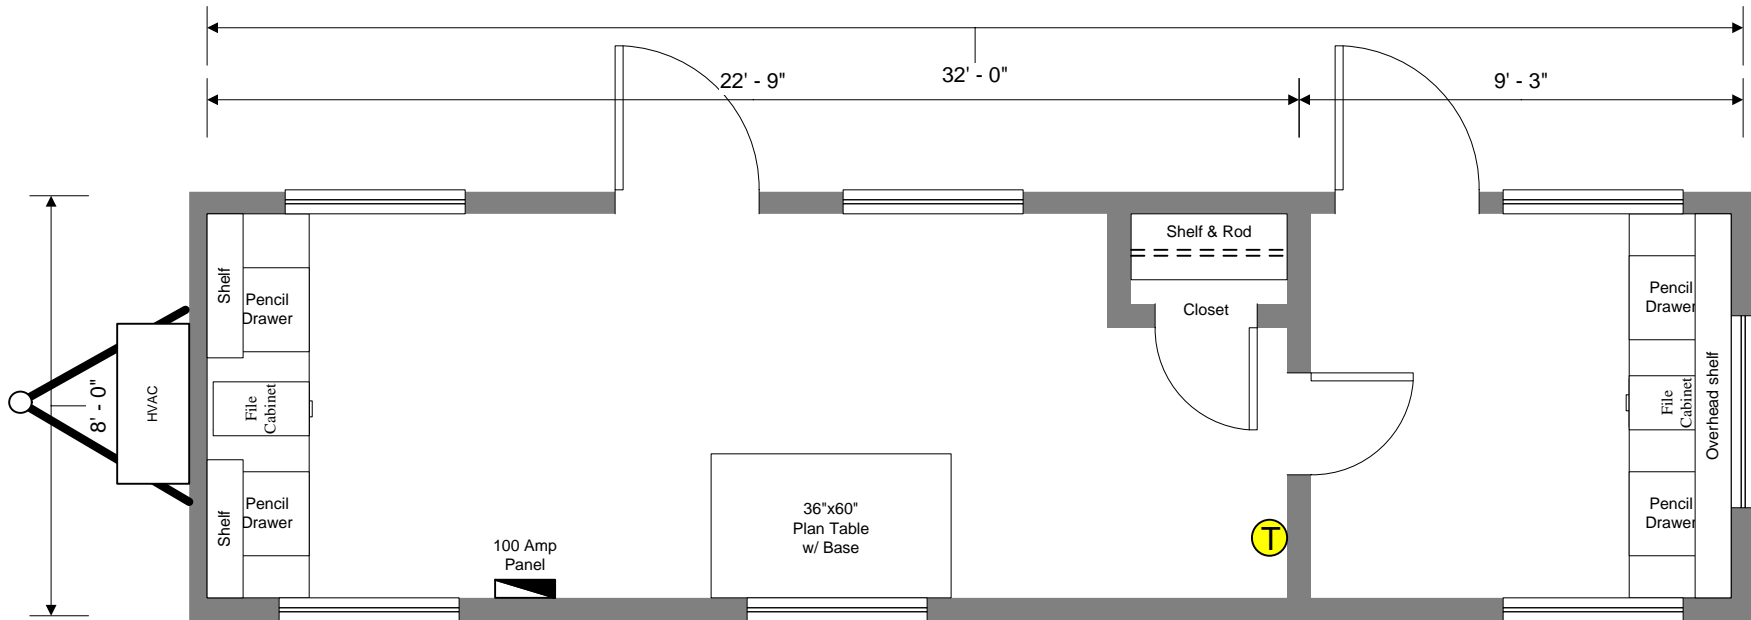 32' - 0"
22' - 9"
9' - 3"
8' - 0"
HVAC
Shelf
Pencil
Drawer
File
Cabinet
Shelf
Pencil
Drawer
100 Amp
Panel
36"x60"
Plan Table
w/ Base
Shelf & Rod
Closet
T
Pencil
Drawer
File
Cabinet
Pencil
Drawer
Overhead shelf